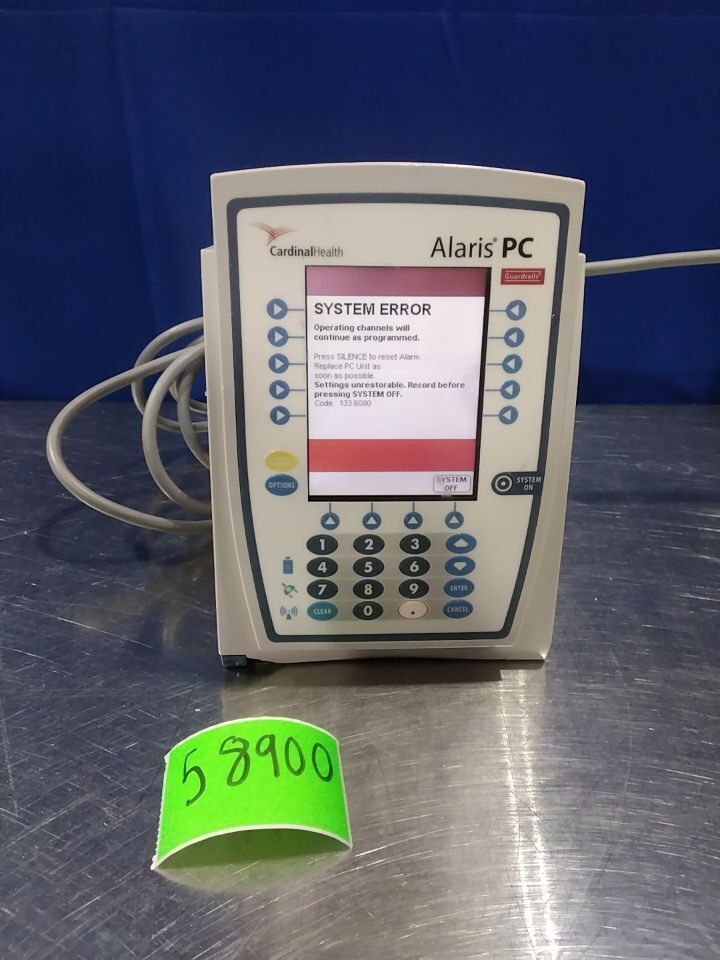 CardinalHealth
Alaris® PC
Guardrails®
SYSTEM ERROR
Operating channels will
continue as programmed.
Press SILENCE to reset Alarm.
Replace PC Unit as
soon as possible
Settings unrestorable. Record before
pressing SYSTEM OFF.
Code: 133.6080
SYSTEM
OFF
OPTIONS
SYSTEM
ON
1 2 3
4 5 6
7 8 9 ENTER
CLEAR 0 . CANCEL
58900